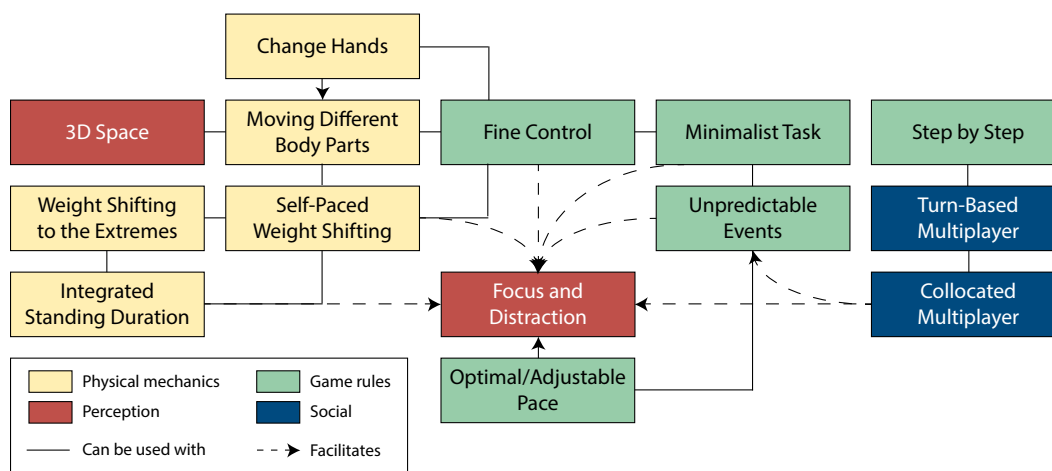 Change Hands
3D Space
Moving Different
Body Parts
Fine Control
Minimalist Task
Step by Step
Weight Shifting
to the Extremes
Self-Paced
Weight Shifting
Unpredictable
Events
Turn-Based
Multiplayer
Integrated
Standing Duration
Focus and
Distraction
Collocated
Multiplayer
Optimal/Adjustable
Pace
Physical mechanics
Game rules
Perception
Social
Can be used with
Facilitates